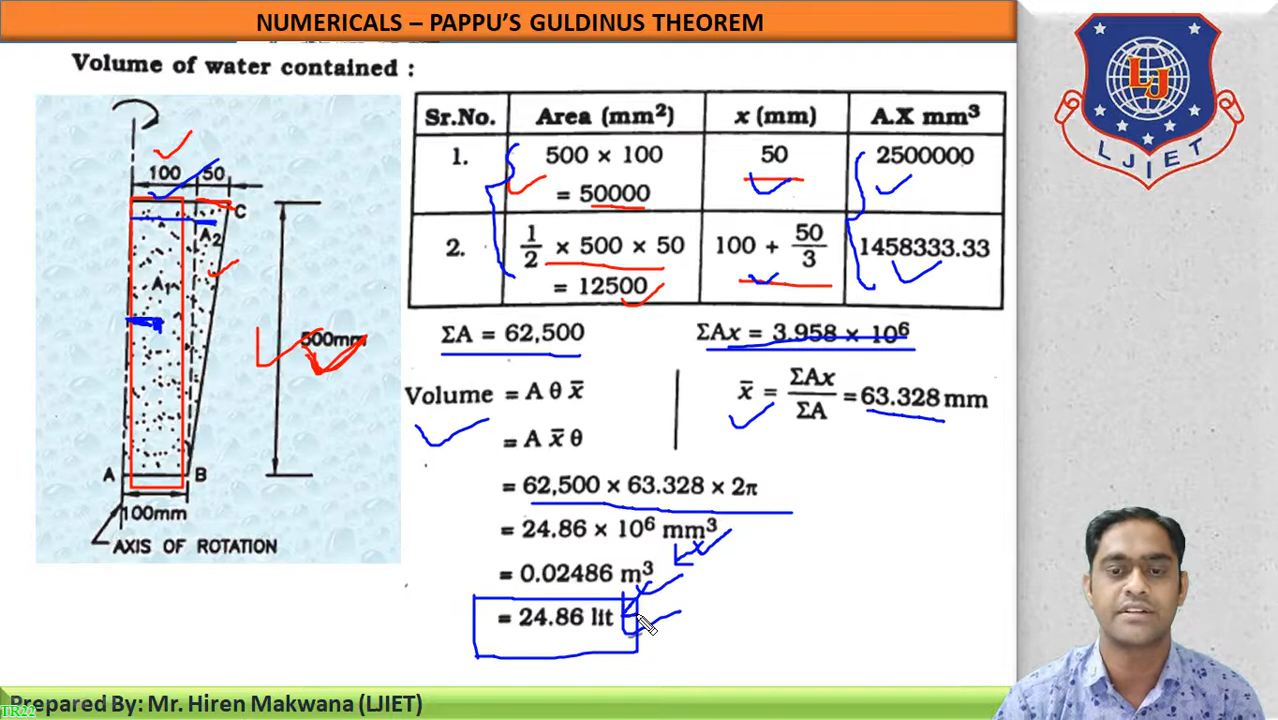 NUMERICALS – PAPPU'S GULDINUS THEOREM
Volume of water contained :
100 50
C
A2
A1
500mm
A B
100mm
AXIS OF ROTATION
Sr.No. Area (mm²) x (mm) A.X mm³
1. 500 × 100 50 2500000
= 50000
2. 1/2 × 500 × 50 100 + 50/3 1458333.33
= 12500
ΣA = 62,500 ΣAx = 3.958 × 10⁶
Volume = A θ x̄
x̄ = ΣAx/ΣA = 63.328 mm
= A x̄ θ
= 62,500 × 63.328 × 2π
= 24.86 × 10⁶ mm³
= 0.02486 m³
= 24.86 lit
LJIET
Prepared By: Mr. Hiren Makwana (LJIET)
TR22